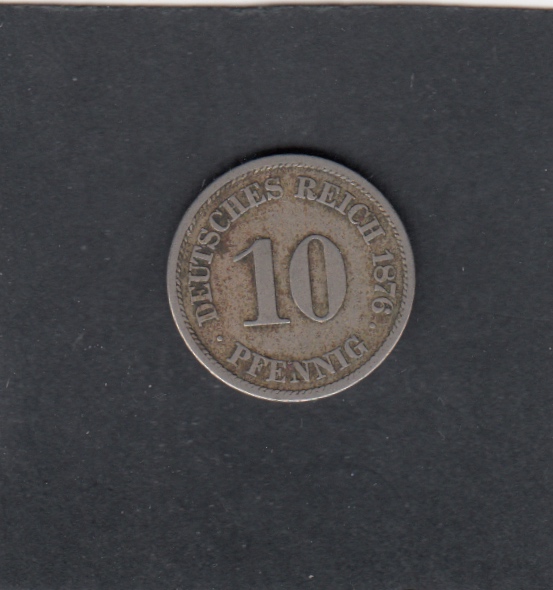 DEUTSCHES REICH 1876.
10
· PFENNIG